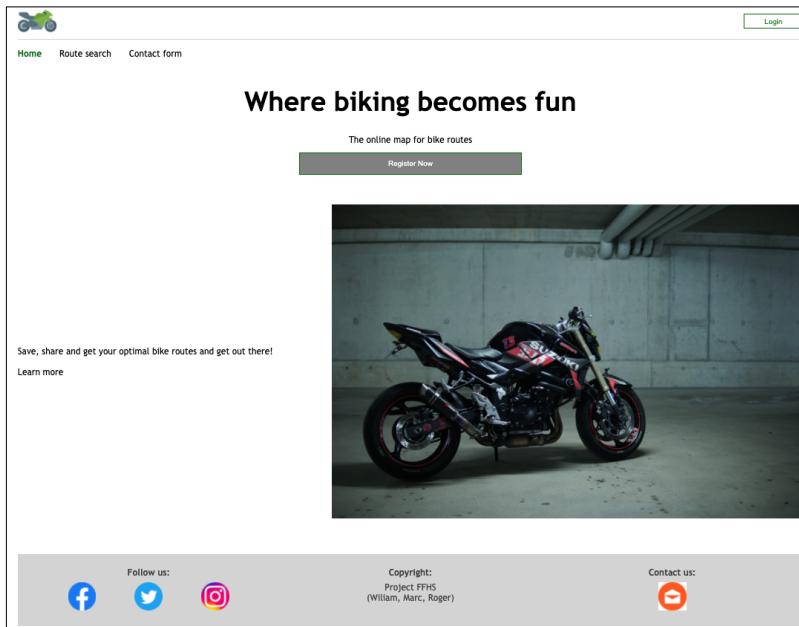 Login
Home Route search Contact form
Where biking becomes fun
The online map for bike routes
Register Now
SUZUKI
Save, share and get your optimal bike routes and get out there!
Learn more
Follow us:
Copyright:
Project FFHS
(Wiliam, Marc, Roger)
Contact us: